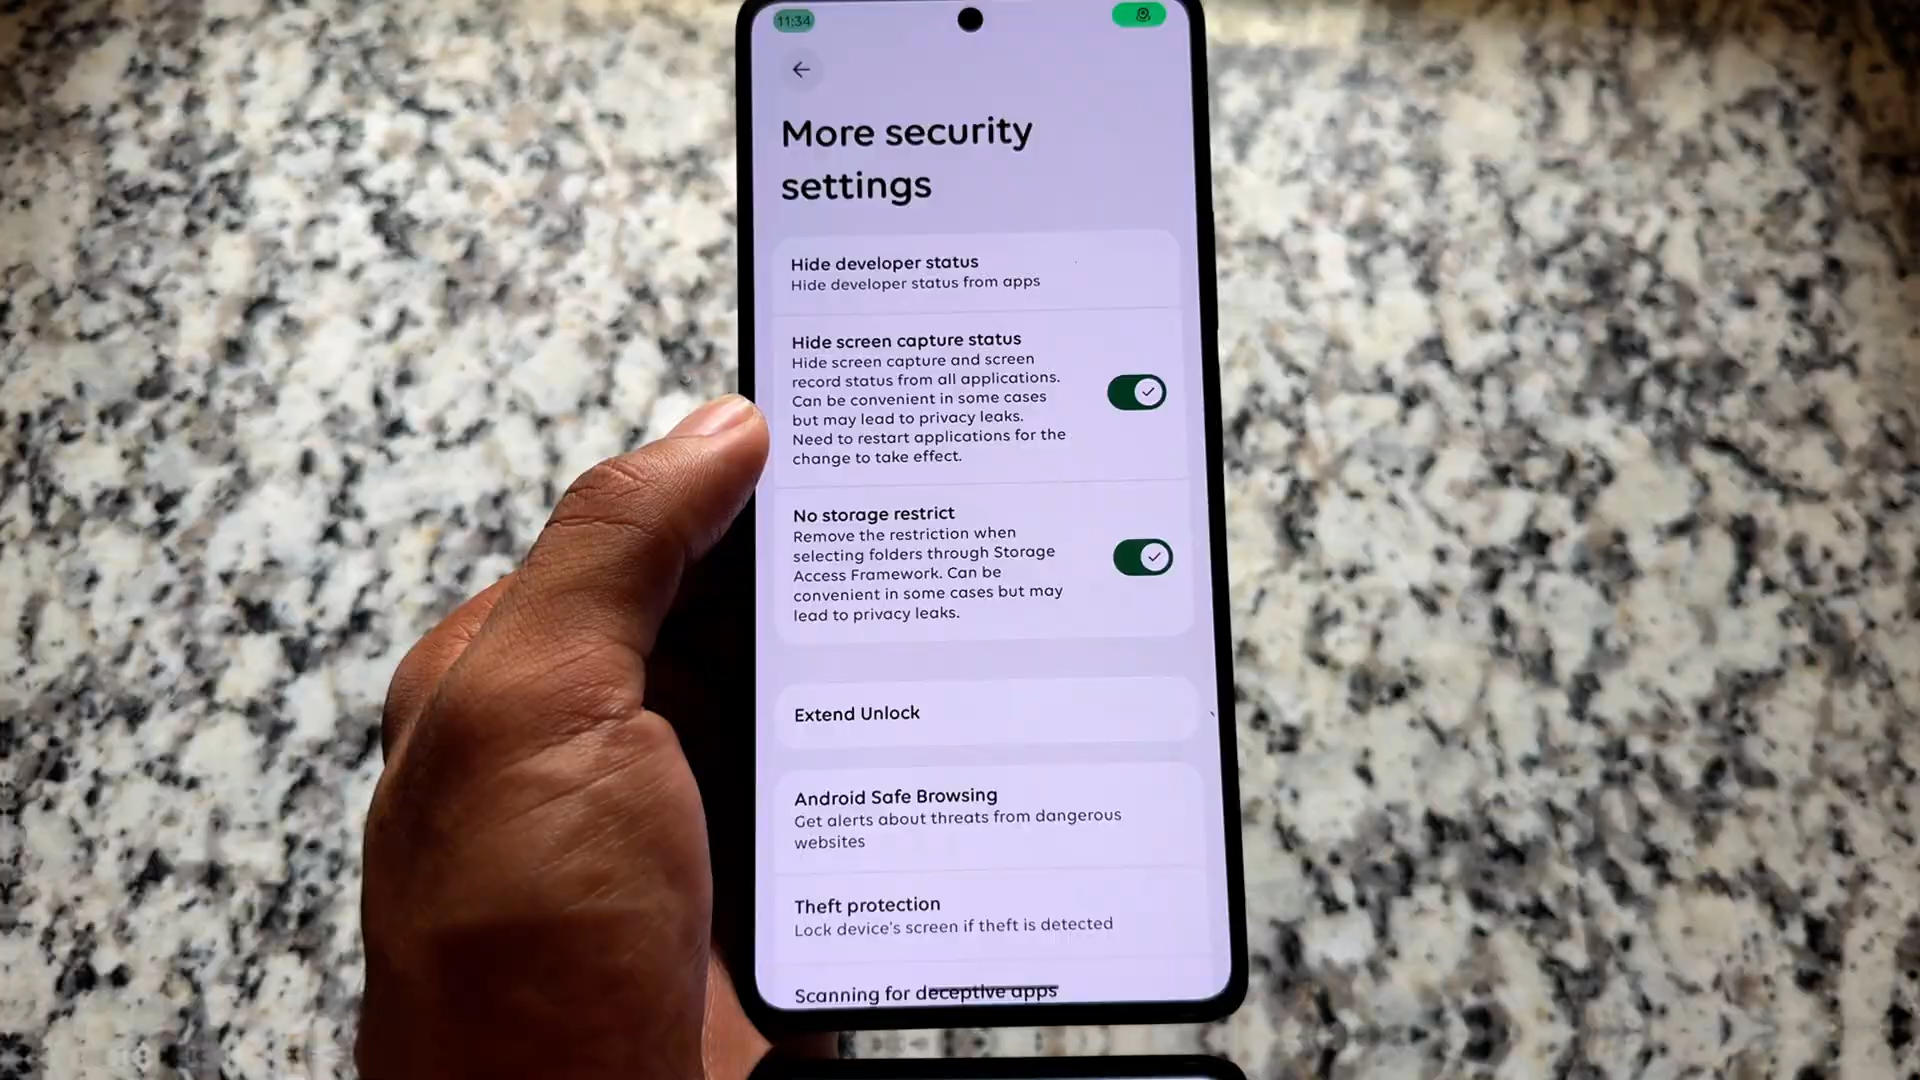 11:34
More security
settings
Hide developer status
Hide developer status from apps
Hide screen capture status
Hide screen capture and screen
record status from all applications.
Can be convenient in some cases
but may lead to privacy leaks.
Need to restart applications for the
change to take effect.
No storage restrict
Remove the restriction when
selecting folders through Storage
Access Framework. Can be
convenient in some cases but may
lead to privacy leaks.
Extend Unlock
Android Safe Browsing
Get alerts about threats from dangerous
websites
Theft protection
Lock device's screen if theft is detected
Scanning for deceptive apps